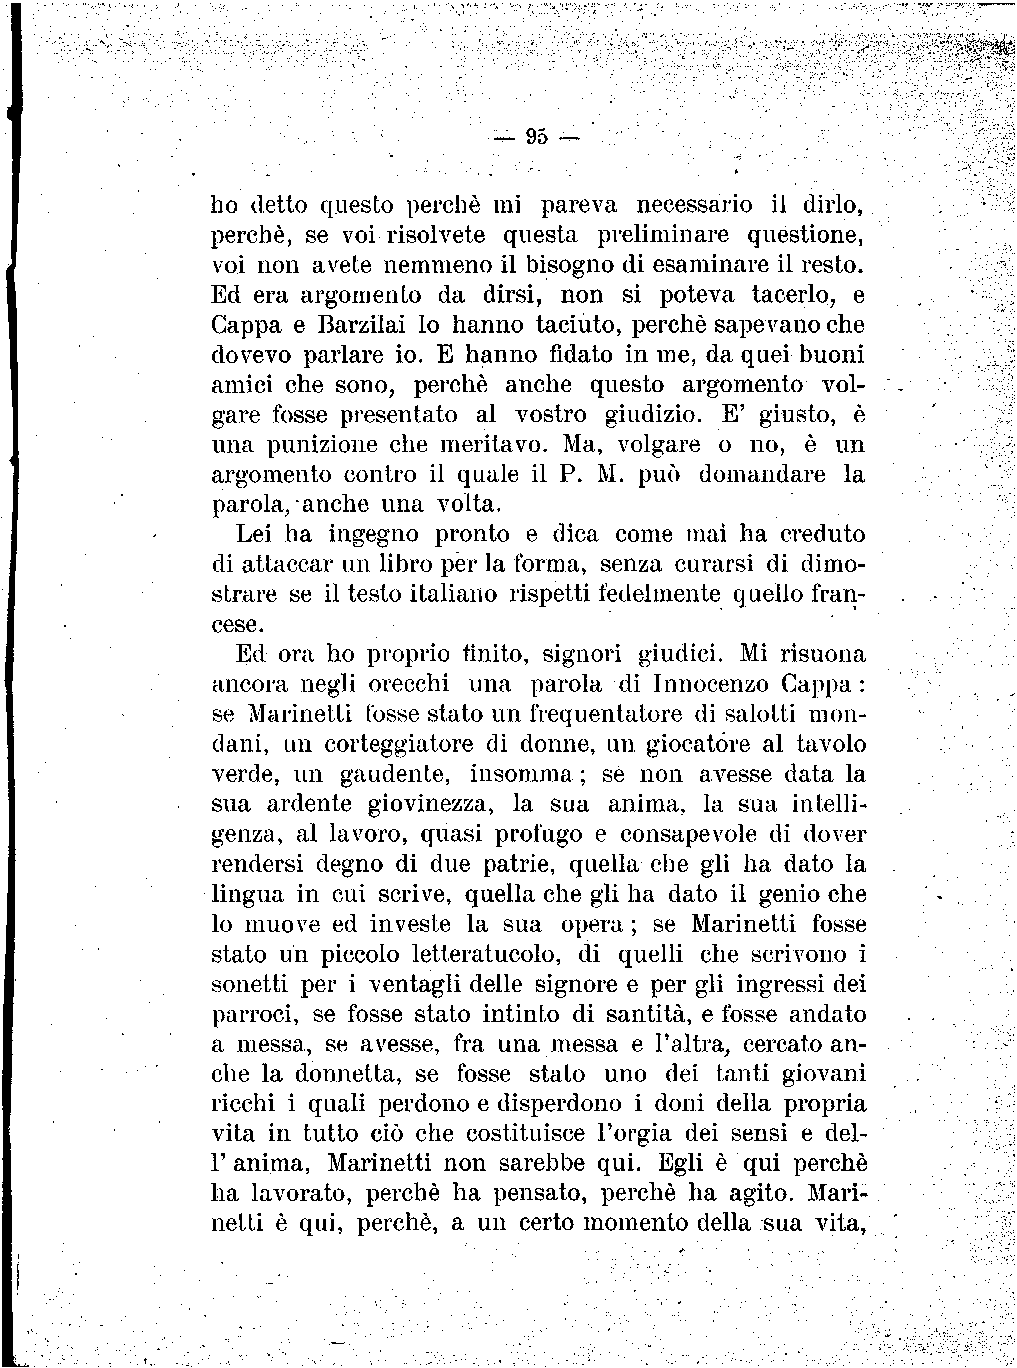 — 95 —
ho detto questo perchè mi pareva necessario il dirlo,
perchè, se voi risolvete questa preliminare questione,
voi non avete nemmeno il bisogno di esaminare il resto.
Ed era argomento da dirsi, non si poteva tacerlo, e
Cappa e Barzilai lo hanno taciuto, perchè sapevano che
dovevo parlare io. E hanno fidato in me, da quei buoni
amici che sono, perchè anche questo argomento vol-
gare fosse presentato al vostro giudizio. E' giusto, è
una punizione che meritavo. Ma, volgare o no, è un
argomento contro il quale il P. M. può domandare la
parola, anche una volta.
Lei ha ingegno pronto e dica come mai ha creduto
di attaccar un libro per la forma, senza curarsi di dimo-
strare se il testo italiano rispetti fedelmente quello fran-
cese.
Ed ora ho proprio finito, signori giudici. Mi risuona
ancora negli orecchi una parola di Innocenzo Cappa :
se Marinetti fosse stato un frequentatore di salotti mon-
dani, un corteggiatore di donne, un giocatore al tavolo
verde, un gaudente, insomma ; se non avesse data la
sua ardente giovinezza, la sua anima, la sua intelli-
genza, al lavoro, quasi profugo e consapevole di dover
rendersi degno di due patrie, quella che gli ha dato la
lingua in cui scrive, quella che gli ha dato il genio che
lo muove ed investe la sua opera ; se Marinetti fosse
stato un piccolo letteratucolo, di quelli che scrivono i
sonetti per i ventagli delle signore e per gli ingressi dei
parroci, se fosse stato intinto di santità, e fosse andato
a messa, se avesse, fra una messa e l'altra, cercato an-
che la donnetta, se fosse stato uno dei tanti giovani
ricchi i quali perdono e disperdono i doni della propria
vita in tutto ciò che costituisce l'orgia dei sensi e del-
l' anima, Marinetti non sarebbe qui. Egli è qui perchè
ha lavorato, perchè ha pensato, perchè ha agito. Mari-
netti è qui, perchè, a un certo momento della sua vita,